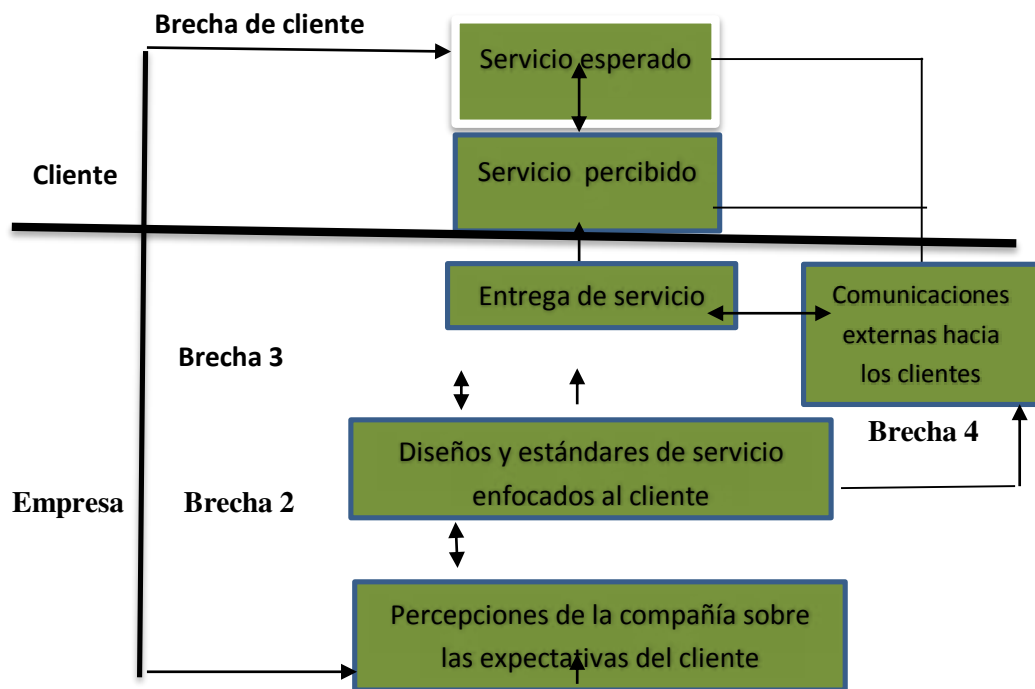 Brecha de cliente
Servicio esperado
Servicio percibido
Cliente
Entrega de servicio
Comunicaciones
externas hacia
los clientes
Brecha 3
Brecha 4
Diseños y estándares de servicio
enfocados al cliente
Empresa
Brecha 2
Percepciones de la compañía sobre
las expectativas del cliente